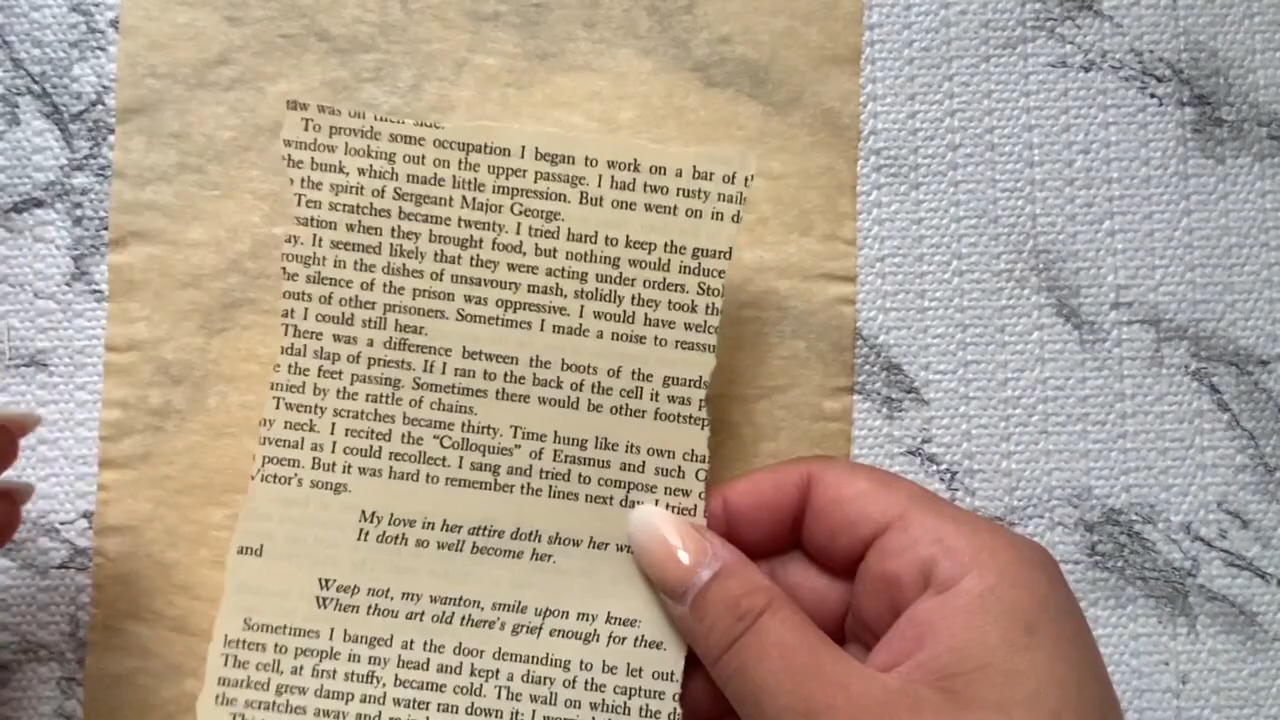 was on their side.
To provide some occupation I began to work on a bar of
window looking out on the upper passage. I had two rusty nails
the bunk, which made little impression. But one went on in
the spirit of Sergeant Major George.
Ten scratches became twenty. I tried hard to keep the guard
sation when they brought food, but nothing would induce
ay. It seemed likely that they were acting under orders. Stol
rought in the dishes of unsavoury mash, stolidly they took th
he silence of the prison was oppressive. I would have welc
outs of other prisoners. Sometimes I made a noise to reassu
at I could still hear.
There was a difference between the boots of the guards
ndal slap of priests. If I ran to the back of the cell it was p
e the feet passing. Sometimes there would be other footstep
anied by the rattle of chains.
Twenty scratches became thirty. Time hung like its own chai
my neck. I recited the “Colloquies” of Erasmus and such
uvenal as I could recollect. I sang and tried to compose new
poem. But it was hard to remember the lines next day. I tried
Victor's songs.
My love in her attire doth show her wi
It doth so well become her.
and
Weep not, my wanton, smile upon my knee:
When thou art old there's grief enough for thee.
Sometimes I banged at the door demanding to be let out.
letters to people in my head and kept a diary of the capture
The cell, at first stuffy, became cold. The wall on which the
marked grew damp and water ran down it: I
the scratches away and